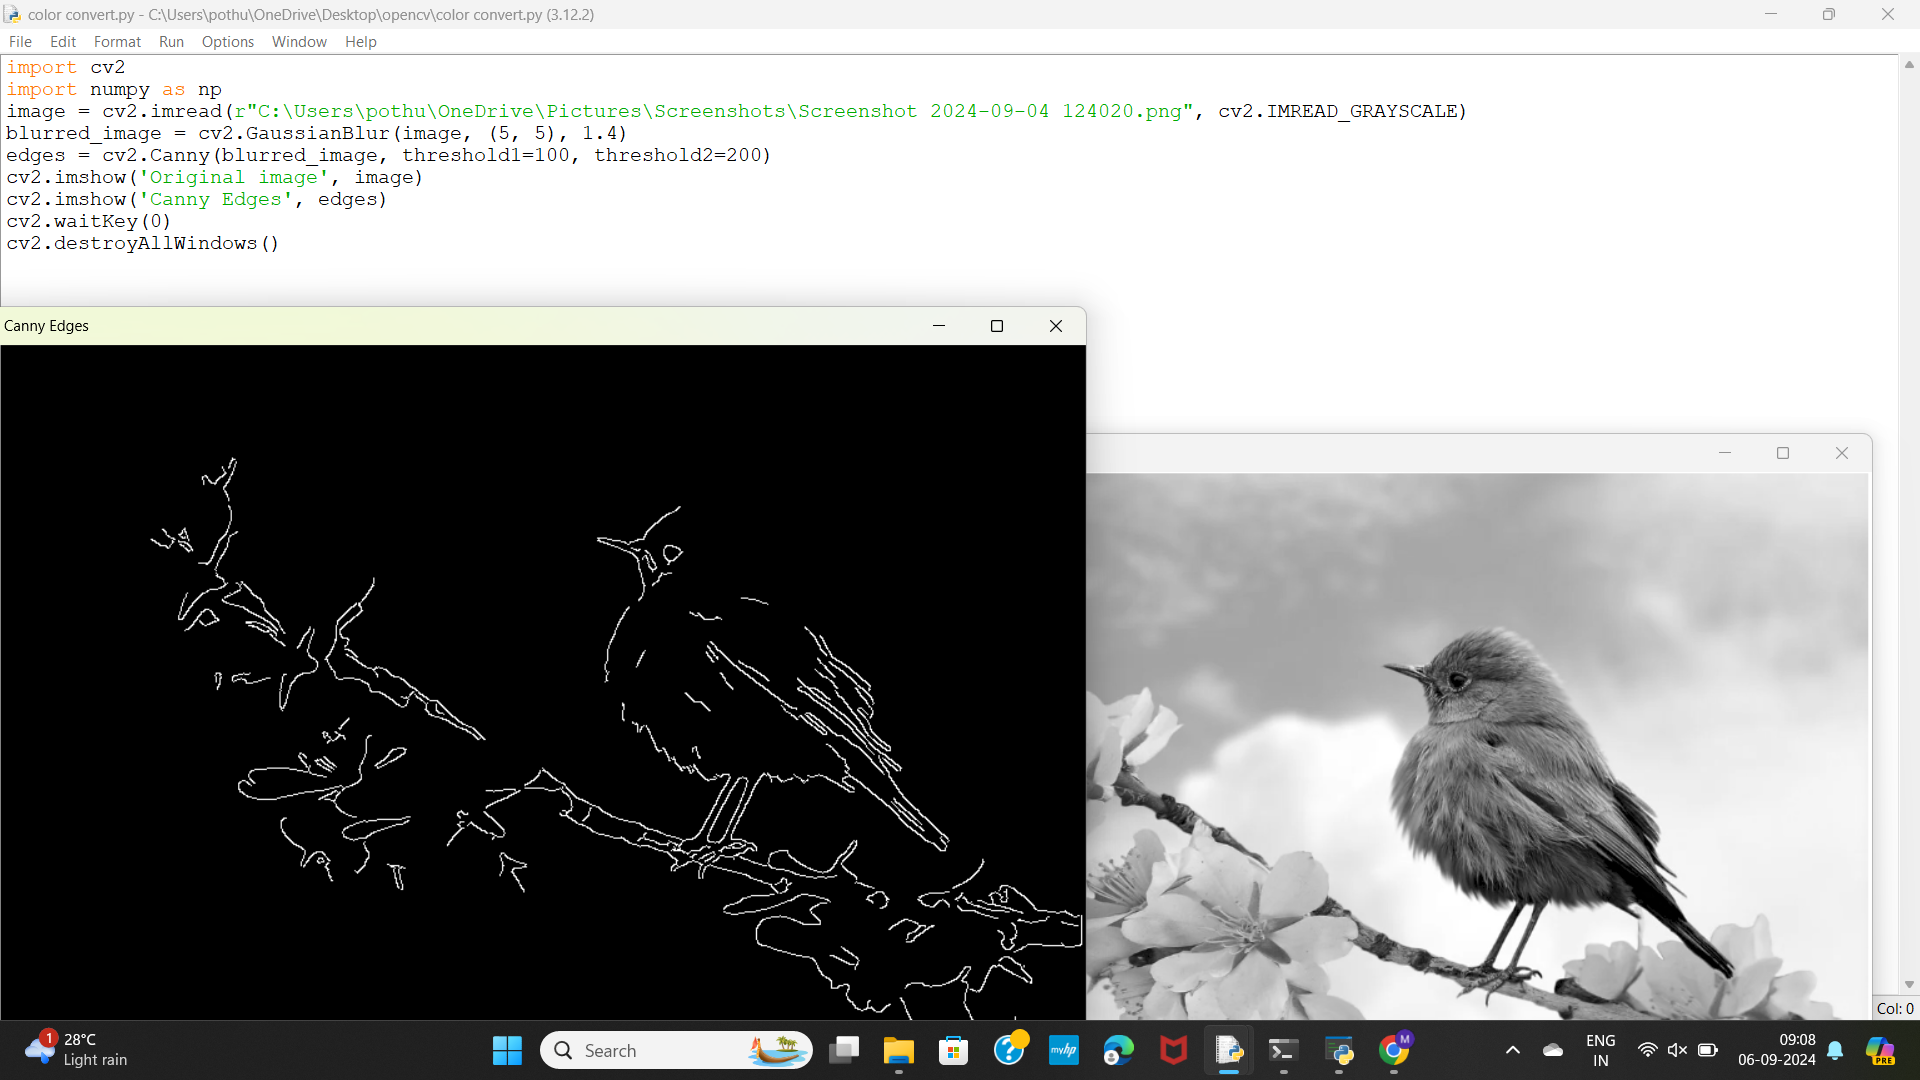 color convert.py - C:\Users\pothu\OneDrive\Desktop\opencv\color convert.py (3.12.2)
File Edit Format Run Options Window Help
import cv2
import numpy as np
image = cv2.imread(r"C:\Users\pothu\OneDrive\Pictures\Screenshots\Screenshot 2024-09-04 124020.png", cv2.IMREAD_GRAYSCALE)
blurred_image = cv2.GaussianBlur(image, (5, 5), 1.4)
edges = cv2.Canny(blurred_image, threshold1=100, threshold2=200)
cv2.imshow('Original image', image)
cv2.imshow('Canny Edges', edges)
cv2.waitKey(0)
cv2.destroyAllWindows()
Canny Edges
Col: 0
1
28°C
Light rain
Search
?
myhp
M
ENG
IN
09:08
06-09-2024
PRE